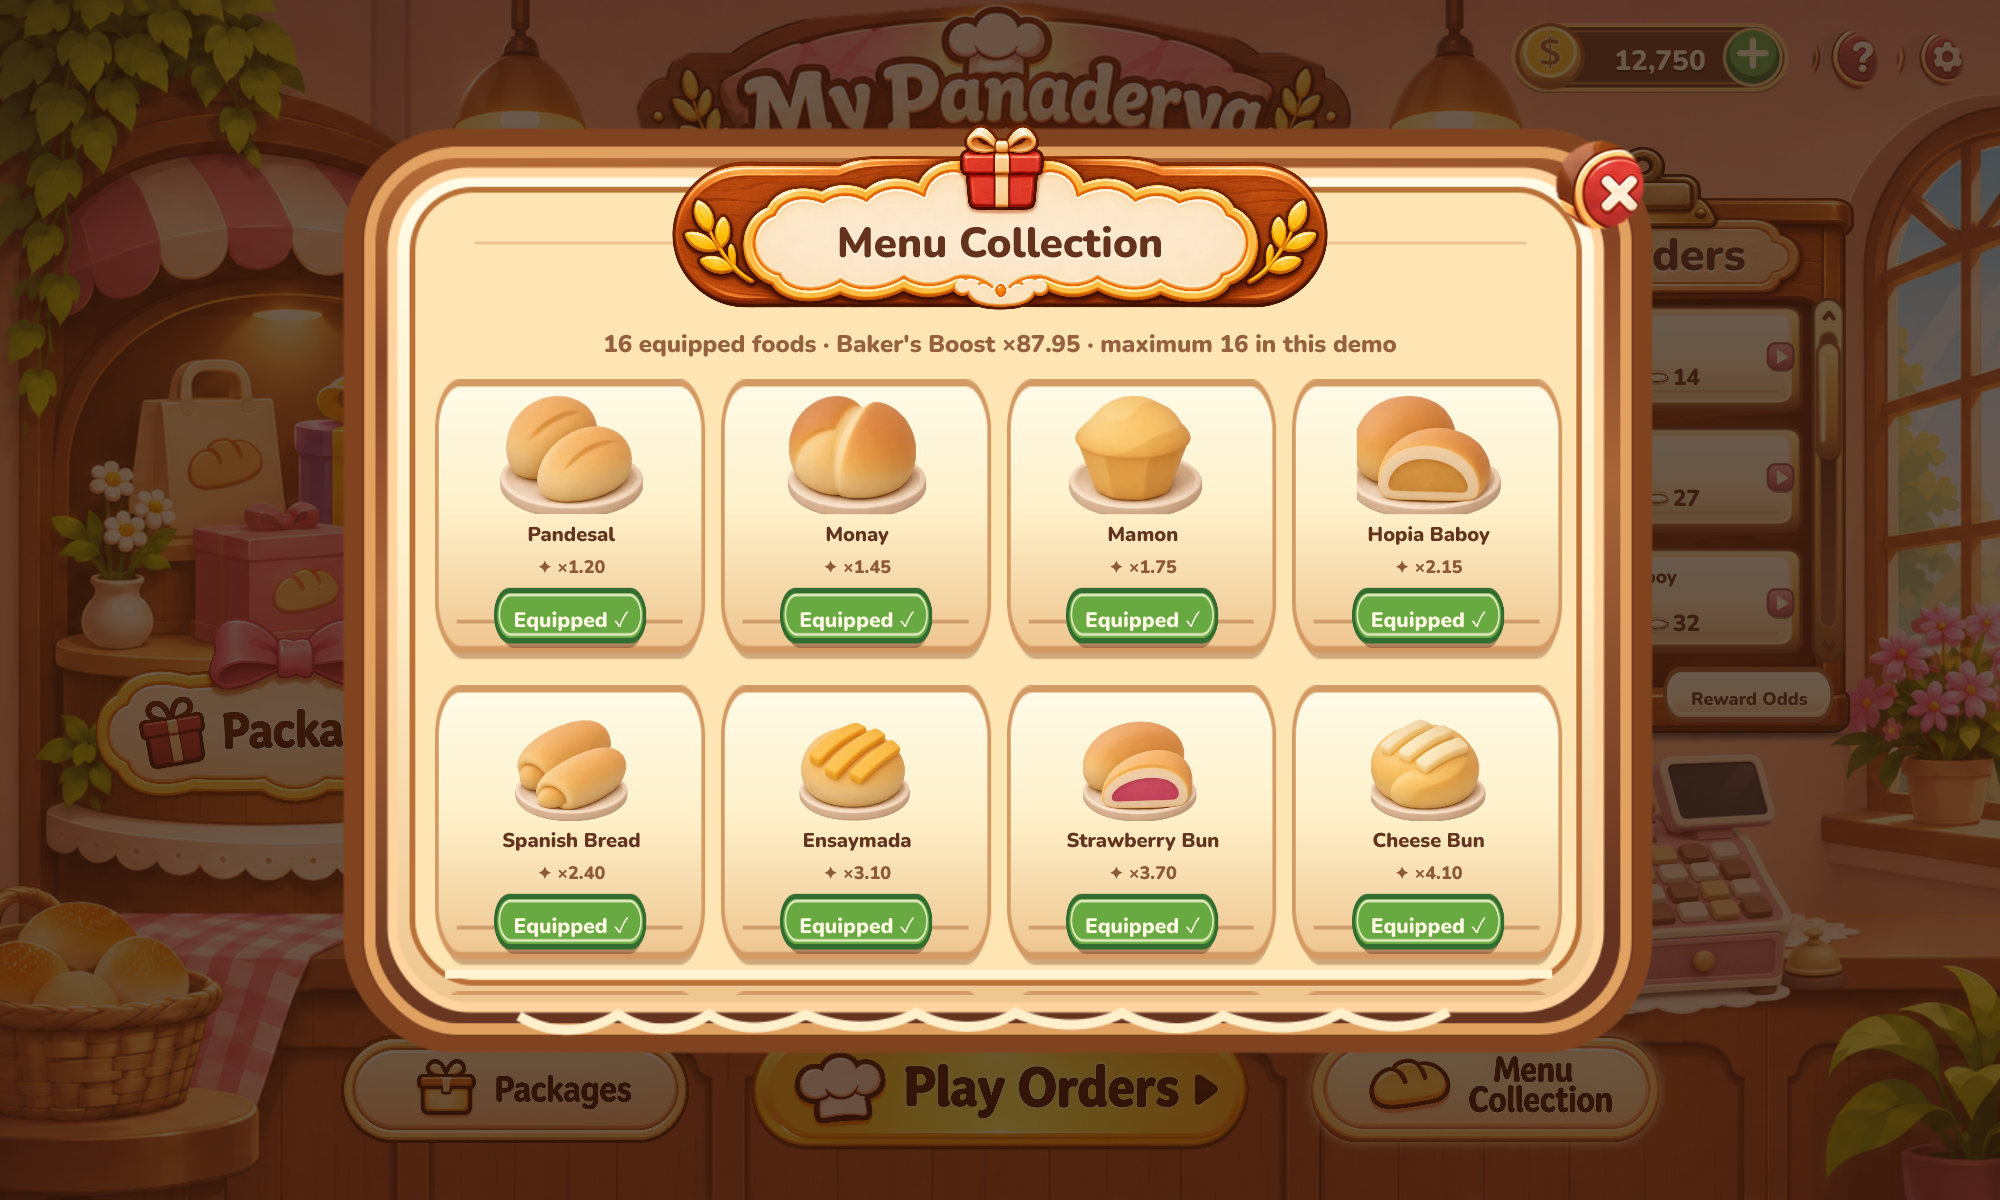 My Panaderya
$ 12,750 + ?
Menu Collection
16 equipped foods · Baker's Boost ×87.95 · maximum 16 in this demo
Pandesal
✦ ×1.20
Equipped ✓
Monay
✦ ×1.45
Equipped ✓
Mamon
✦ ×1.75
Equipped ✓
Hopia Baboy
✦ ×2.15
Equipped ✓
Spanish Bread
✦ ×2.40
Equipped ✓
Ensaymada
✦ ×3.10
Equipped ✓
Strawberry Bun
✦ ×3.70
Equipped ✓
Cheese Bun
✦ ×4.10
Equipped ✓
ders
14
27
boy
32
Reward Odds
Packa
Packages
Play Orders
Menu
Collection